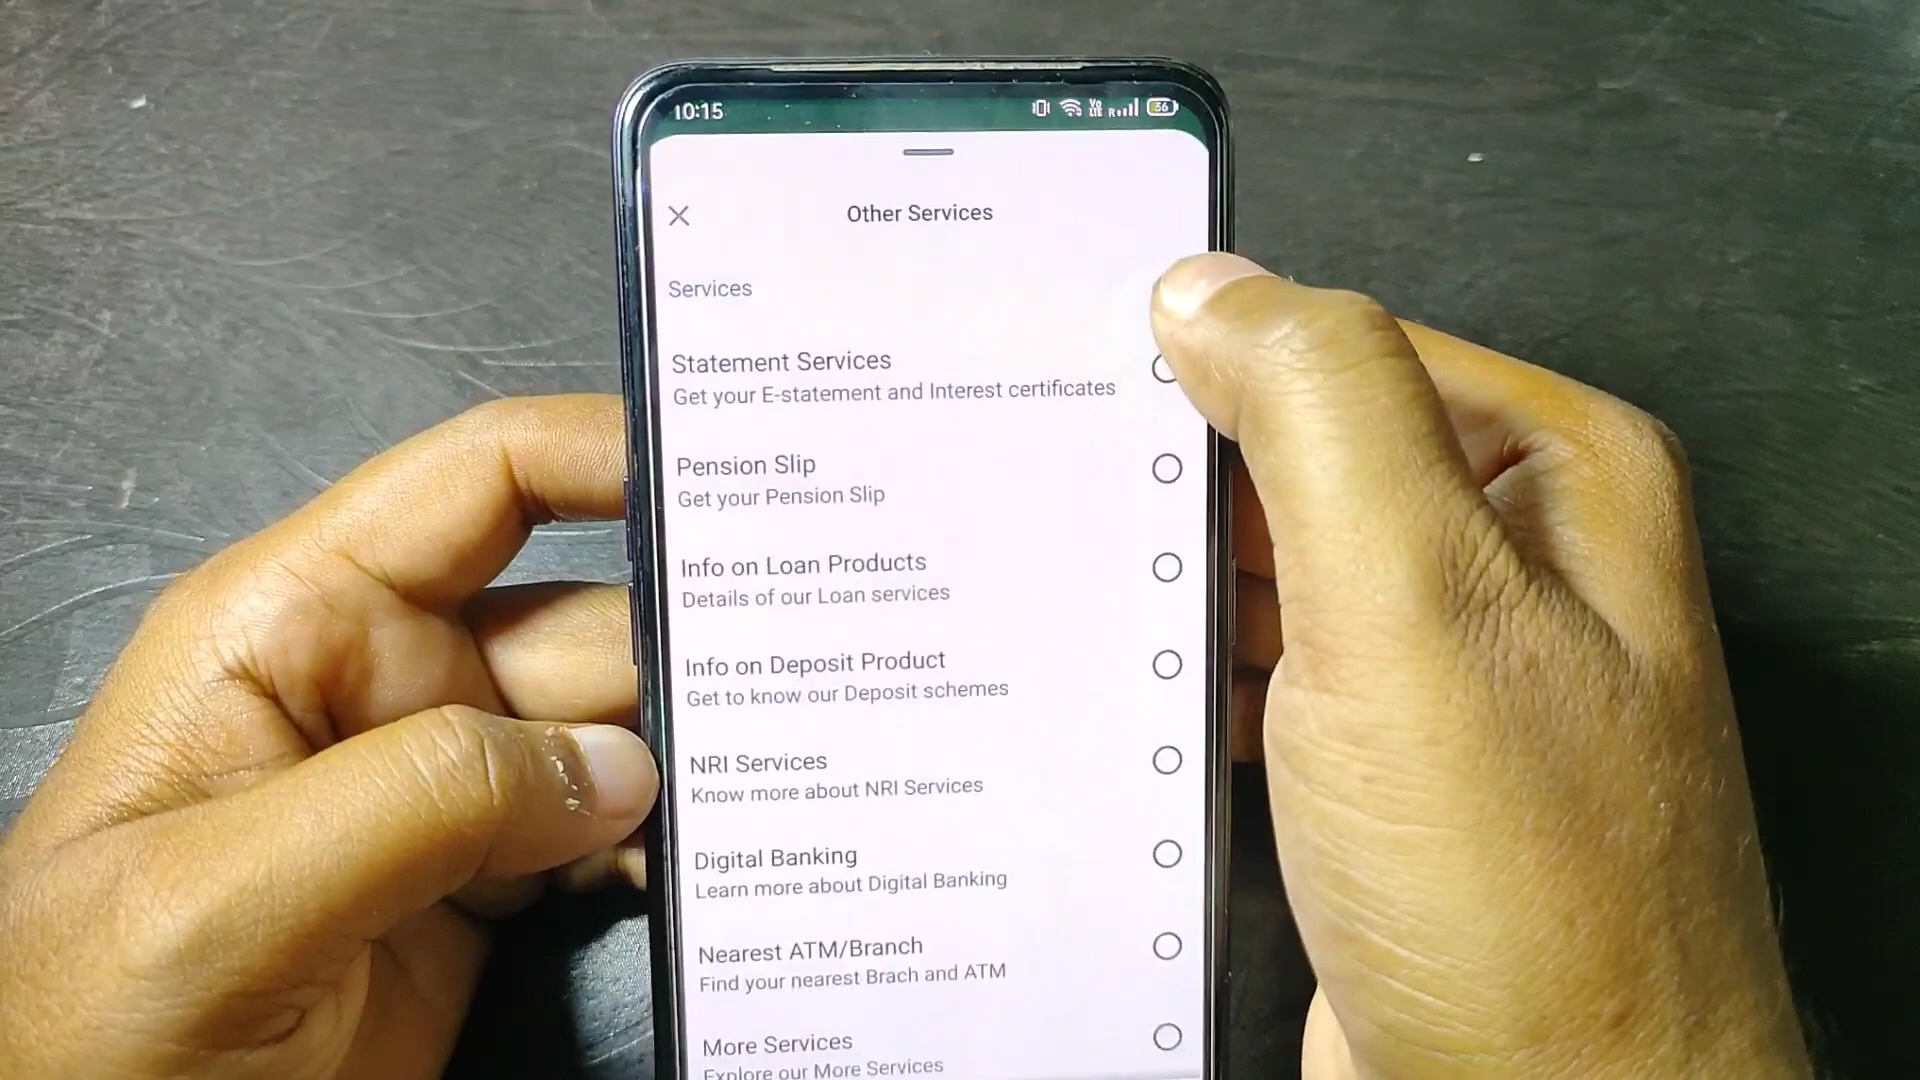 10:15
Vo
LTE
R
36
Other Services
Services
Statement Services
Get your E-statement and Interest certificates
Pension Slip
Get your Pension Slip
Info on Loan Products
Details of our Loan services
Info on Deposit Product
Get to know our Deposit schemes
NRI Services
Know more about NRI Services
Digital Banking
Learn more about Digital Banking
Nearest ATM/Branch
Find your nearest Brach and ATM
More Services
Explore our More Services